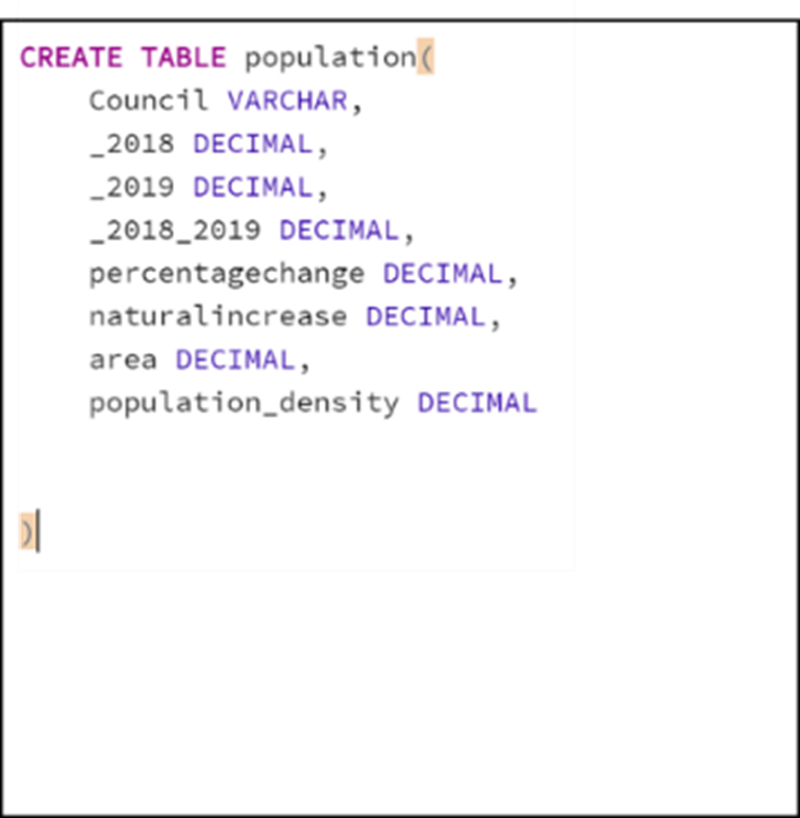 CREATE TABLE population(
Council VARCHAR,
_2018 DECIMAL,
_2019 DECIMAL,
_2018_2019 DECIMAL,
percentagechange DECIMAL,
naturalincrease DECIMAL,
area DECIMAL,
population_density DECIMAL
)